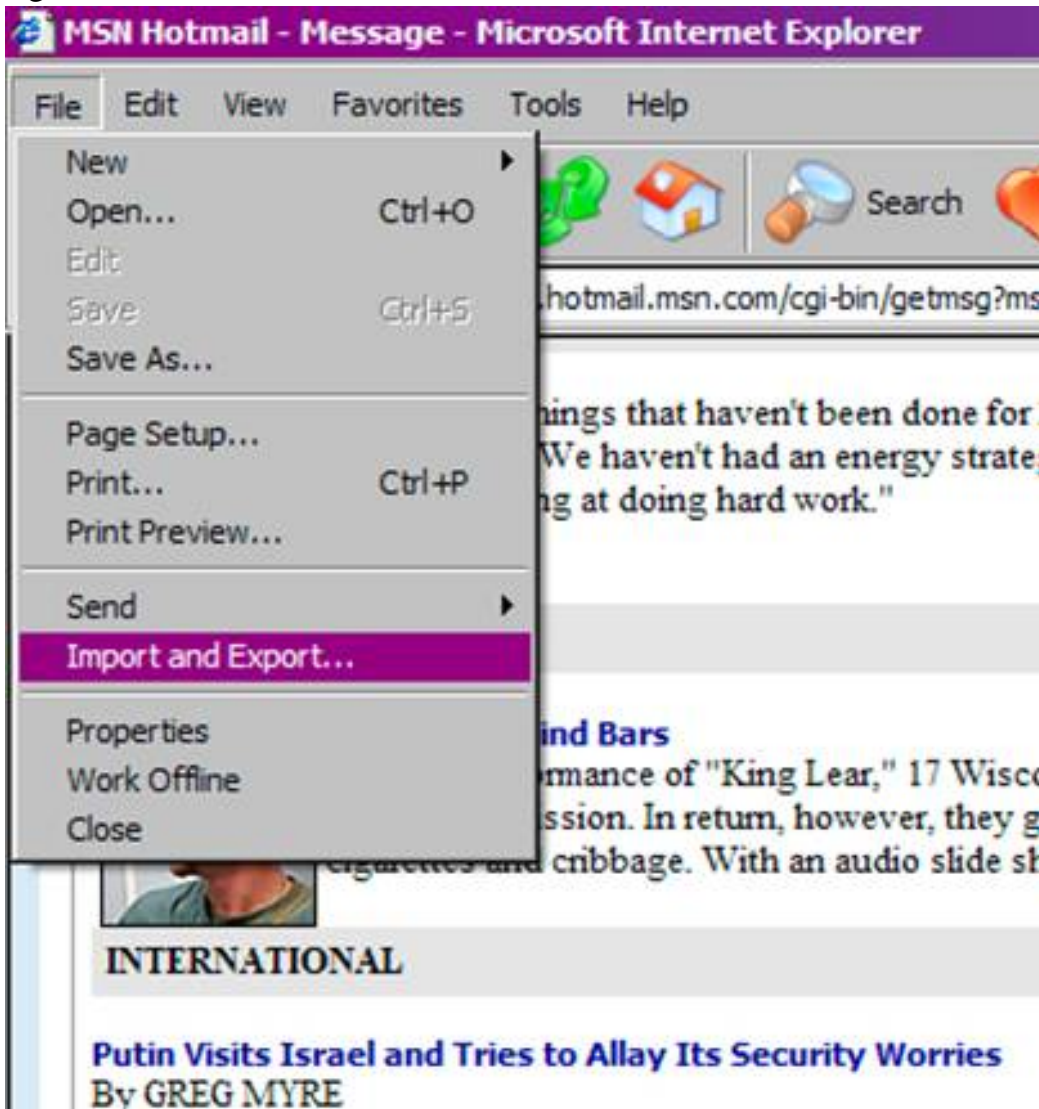 MSN Hotmail - Message - Microsoft Internet Explorer
File Edit View Favorites Tools Help
New
Open... Ctrl+O
Edit
Save Ctrl+S
Save As...
Page Setup...
Print... Ctrl+P
Print Preview...
Send
Import and Export...
Properties
Work Offline
Close
Search
.hotmail.msn.com/cgi-bin/getmsg?ms
ings that haven't been done for
We haven't had an energy strate
ng at doing hard work."
ind Bars
rmance of "King Lear," 17 Wisco
ssion. In return, however, they g
cigarettes and cribbage. With an audio slide sh
INTERNATIONAL
Putin Visits Israel and Tries to Allay Its Security Worries
By GREG MYRE